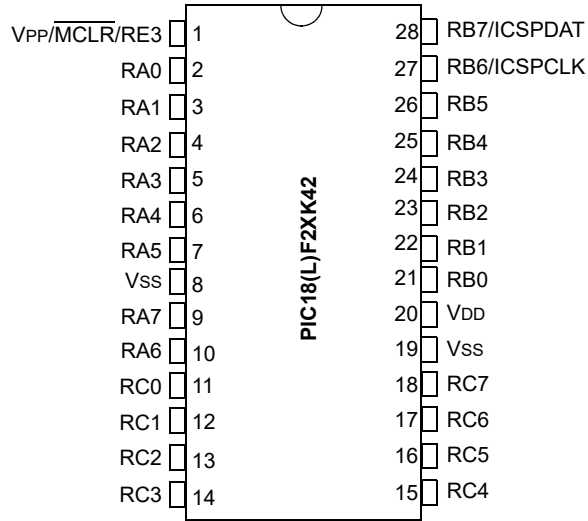 VPP/MCLR/RE3 1
RA0 2
RA1 3
RA2 4
RA3 5
RA4 6
RA5 7
VSS 8
RA7 9
RA6 10
RC0 11
RC1 12
RC2 13
RC3 14
PIC18(L)F2XK42
28 RB7/ICSPDAT
27 RB6/ICSPCLK
26 RB5
25 RB4
24 RB3
23 RB2
22 RB1
21 RB0
20 VDD
19 VSS
18 RC7
17 RC6
16 RC5
15 RC4